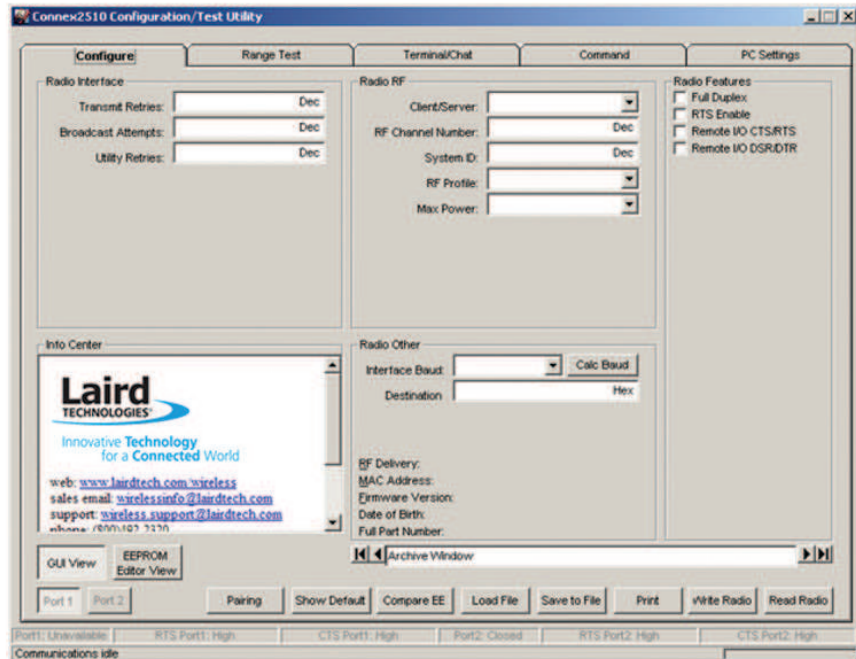 Connex2510 Configuration/Test Utility
Configure
Range Test
Terminal/Chat
Command
PC Settings
Radio Interface
Transmit Retries: Dec
Broadcast Attempts: Dec
Utility Retries: Dec
Radio RF
Client/Server:
RF Channel Number: Dec
System ID: Dec
RF Profile:
Max Power:
Radio Features
Full Duplex
RTS Enable
Remote I/O CTS/RTS
Remote I/O DSR/DTR
Info Center
Laird
TECHNOLOGIES®
Innovative Technology
for a Connected World
web: www.lairdtech.com/wireless
sales email: wirelessinfo@lairdtech.com
support: wireless.support@lairdtech.com
phone: (800)492-2320
Radio Other
Interface Baud: Calc Baud
Destination Hex
RF Delivery:
MAC Address:
Firmware Version:
Date of Birth:
Full Part Number:
Archive Window
GUI View
EEPROM
Editor View
Port 1
Port 2
Pairing
Show Default
Compare EE
Load File
Save to File
Print
Write Radio
Read Radio
Port1: Unavailable
RTS Port1: High
CTS Port1: High
Port2: Closed
RTS Port2: High
CTS Port2: High
Communications idle